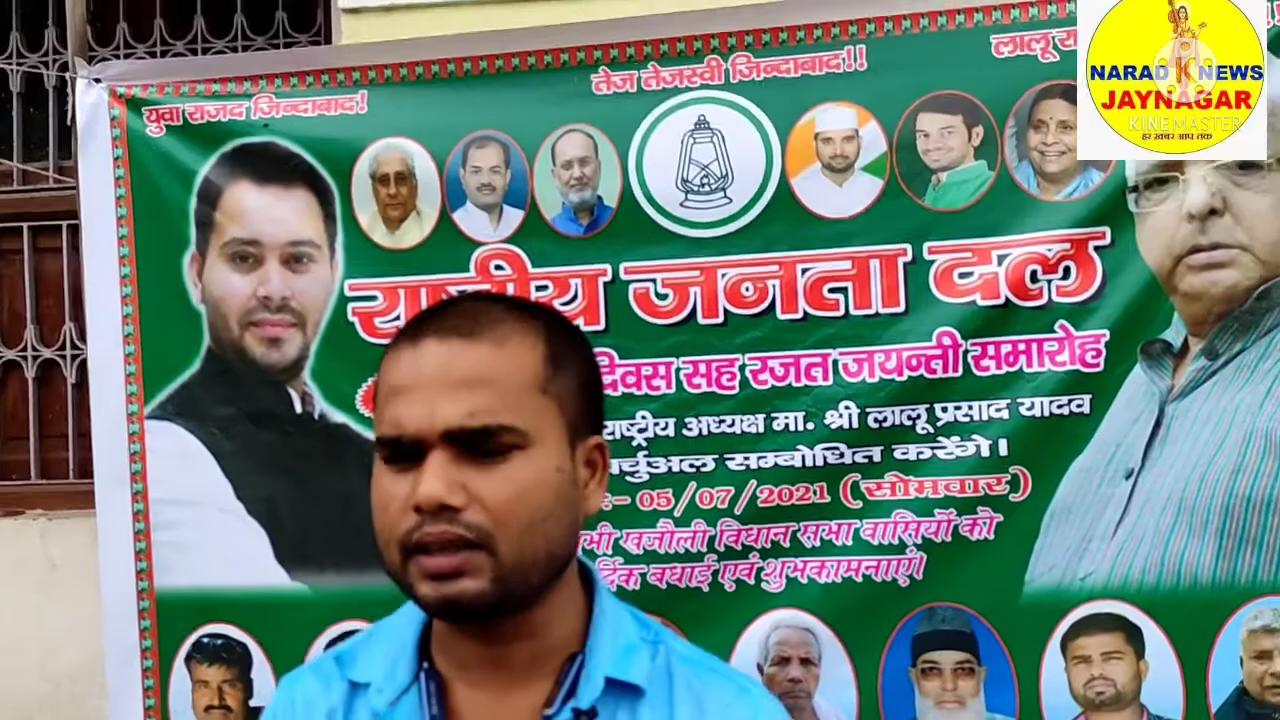 युवा राजद जिन्दाबाद!
तेज तेजस्वी जिन्दाबाद!!
लालू
NARAD NEWS
JAYNAGAR
KINEMASTER
हर खबर आप तक
राष्ट्रीय जनता दल
दिवस सह रजत जयन्ती समारोह
राष्ट्रीय अध्यक्ष मा. श्री लालू प्रसाद यादव
सम्बोधित करेंगे।
:- 05/07/2021 (सोमवार)
खजौली विधान सभा वासियों को
बधाई एवं शुभकामनाएं।